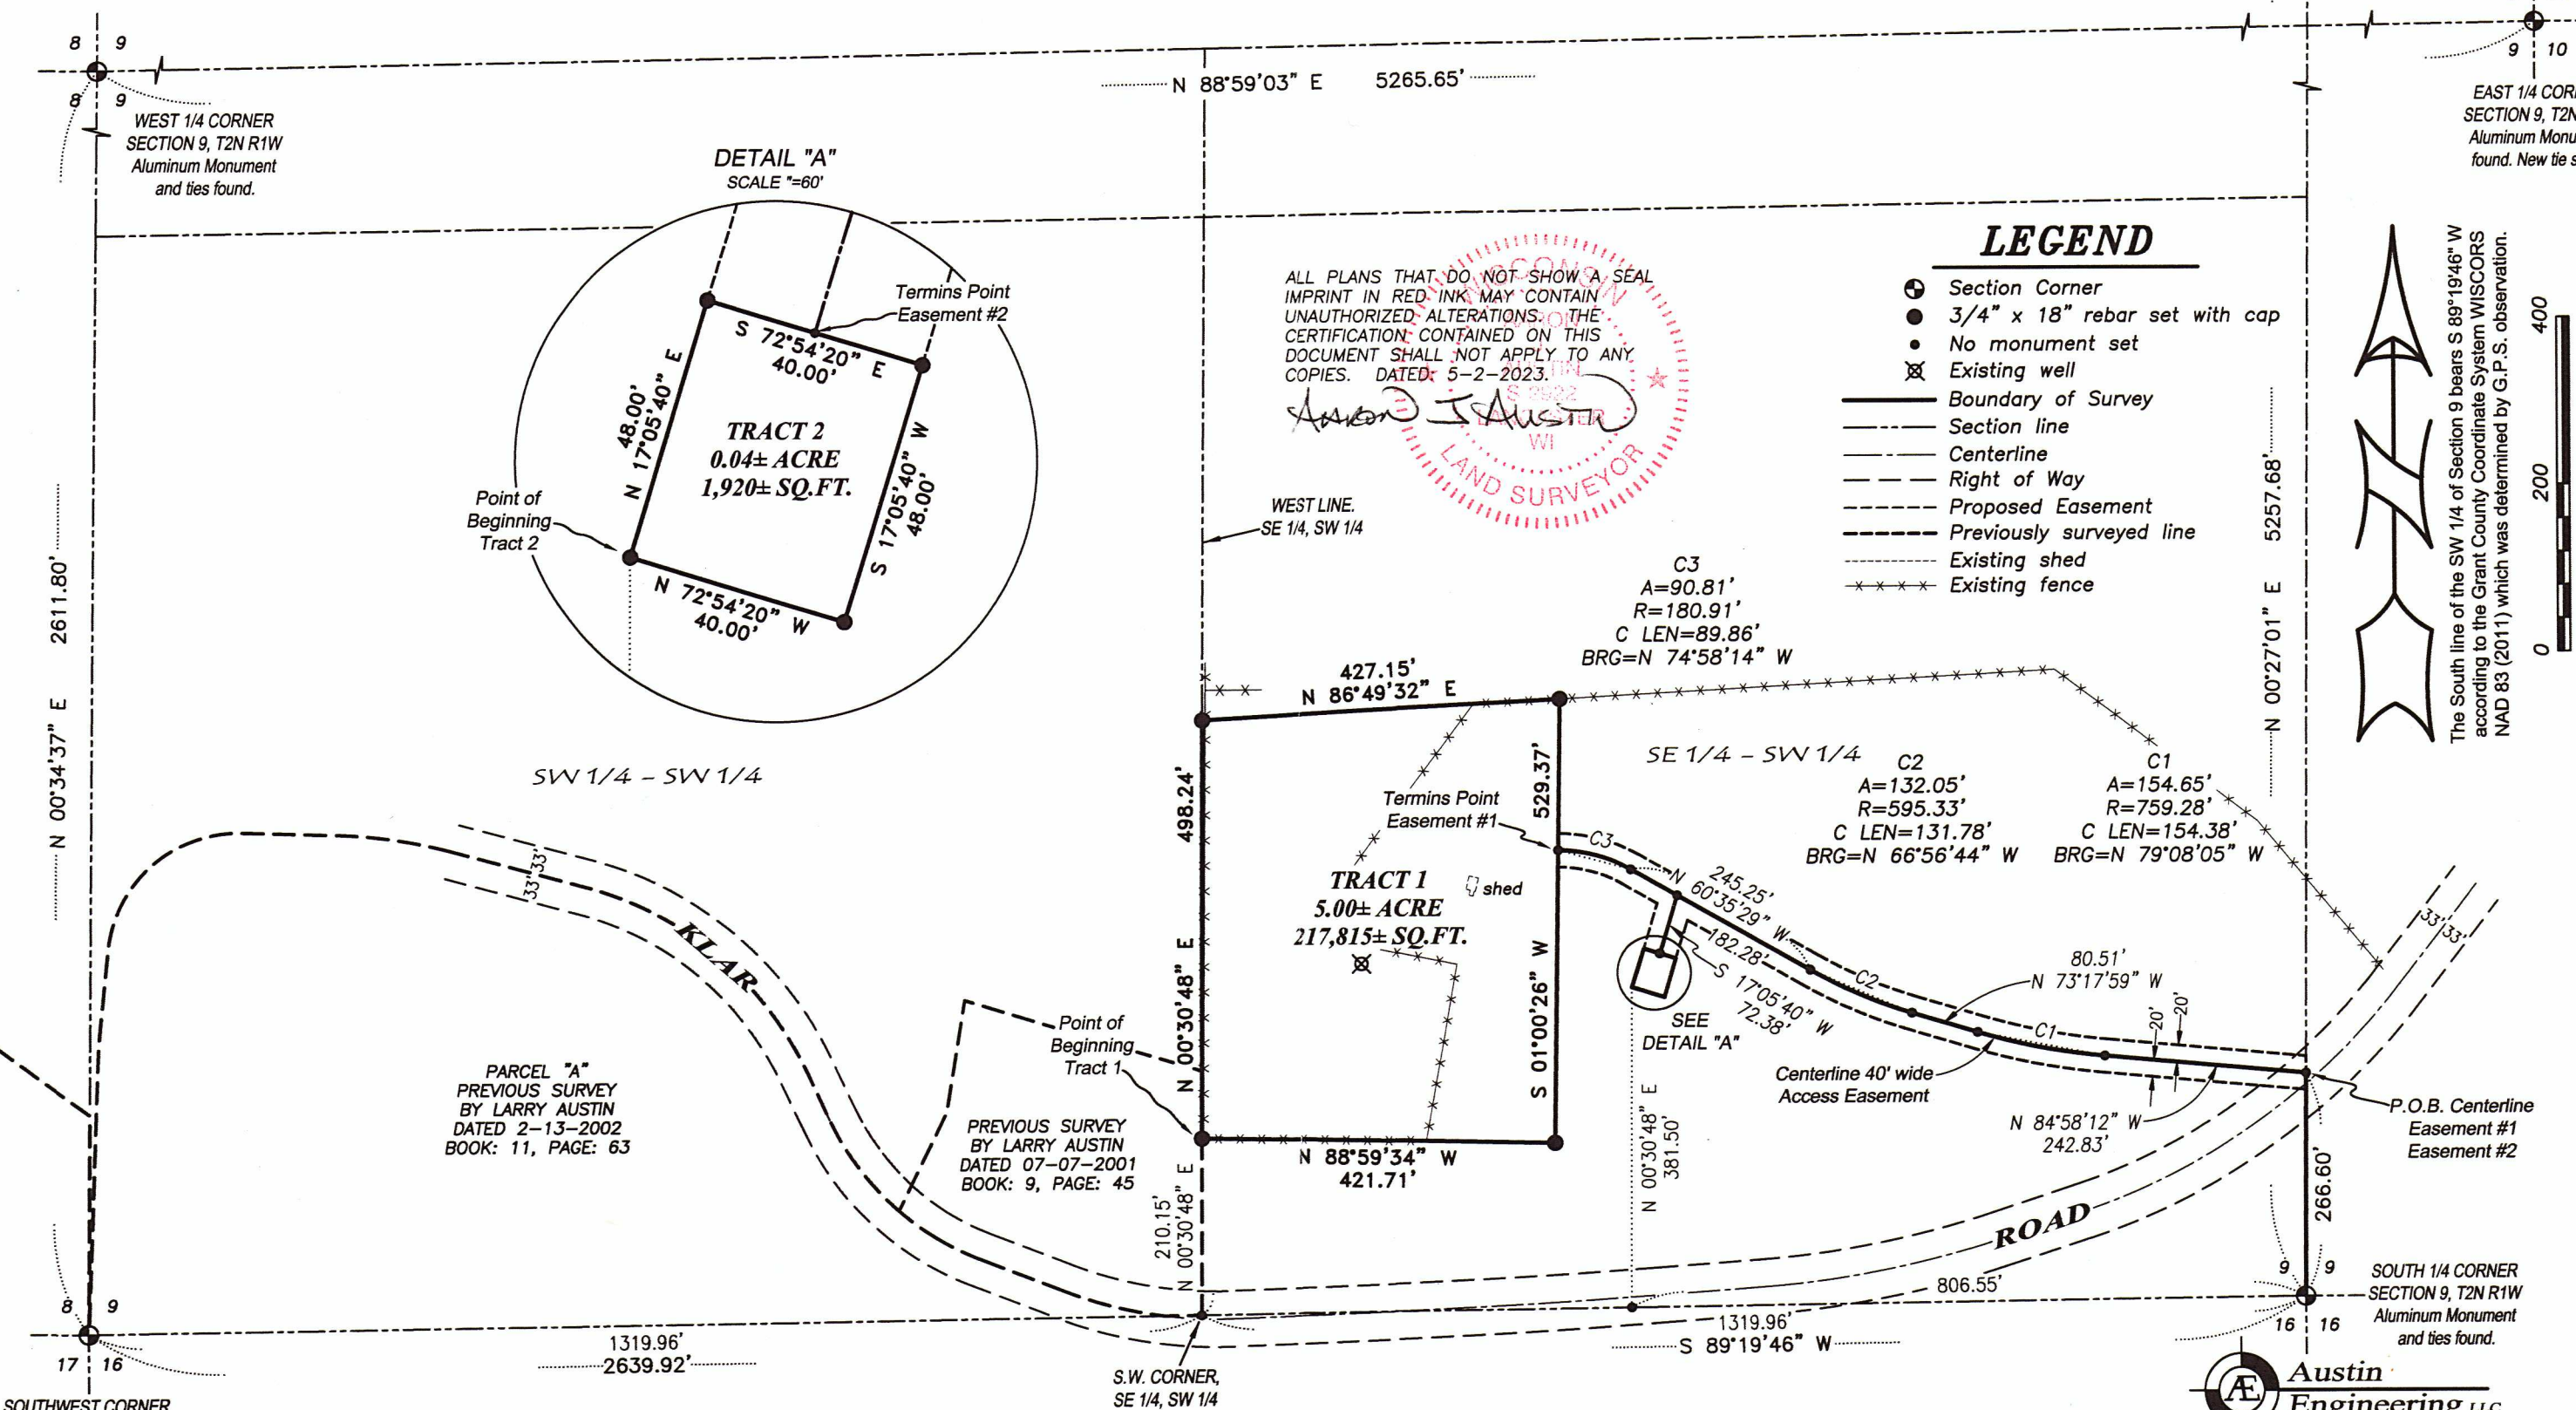 8 9
8 9
WEST 1/4 CORNER
SECTION 9, T2N R1W
Aluminum Monument
and ties found.
N 88°59'03" E 5265.65'
9 10
EAST 1/4
SECTION 9, T2N
Aluminum
found. New tie
DETAIL "A"
SCALE "=60'
Termins Point
Easement #2
S 72°54'20" E
40.00'
N 17°05'40" E
48.00'
TRACT 2
0.04± ACRE
1,920± SQ.FT.
S 17°05'40" W
48.00'
Point of
Beginning
Tract 2
N 72°54'20" W
40.00'
ALL PLANS THAT DO NOT SHOW A SEAL
IMPRINT IN RED INK MAY CONTAIN
UNAUTHORIZED ALTERATIONS. THE
CERTIFICATION CONTAINED ON THIS
DOCUMENT SHALL NOT APPLY TO ANY
COPIES. DATED 5-2-2023.
AARON J AUSTIN
WISCONSIN
AARON
AUSTIN
S 2922
LANCASTER
WI
LAND SURVEYOR
WEST LINE.
SE 1/4, SW 1/4
LEGEND
Section Corner
3/4" x 18" rebar set with cap
No monument set
Existing well
Boundary of Survey
Section line
Centerline
Right of Way
Proposed Easement
Previously surveyed line
Existing shed
Existing fence
The South line of the SW 1/4 of Section 9 bears S 89°19'46" W
according to the Grant County Coordinate System WISCORS
NAD 83 (2011) which was determined by G.P.S. observation.
0 200 400
N 00°34'37" E 2611.80'
N 00°27'01" E 5257.68'
C3
A=90.81'
R=180.91'
C LEN=89.86'
BRG=N 74°58'14" W
427.15'
N 86°49'32" E
SW 1/4 - SW 1/4
SE 1/4 - SW 1/4
C2
A=132.05'
R=595.33'
C LEN=131.78'
BRG=N 66°56'44" W
C1
A=154.65'
R=759.28'
C LEN=154.38'
BRG=N 79°08'05" W
498.24'
N 00°30'48" E
529.37'
S 01°00'26" W
Termins Point
Easement #1
C3
TRACT 1
5.00± ACRE
217,815± SQ.FT.
shed
245.25'
N 60°35'29" W
182.28'
S 17°05'40" W
72.38'
C2
80.51'
N 73°17'59" W
C1
20'
20'
33' 33'
33' 33'
KLAR
SEE
DETAIL "A"
Centerline 40' wide
Access Easement
N 84°58'12" W
242.83'
P.O.B. Centerline
Easement #1
Easement #2
Point of
Beginning
Tract 1
PARCEL "A"
PREVIOUS SURVEY
BY LARRY AUSTIN
DATED 2-13-2002
BOOK: 11, PAGE: 63
PREVIOUS SURVEY
BY LARRY AUSTIN
DATED 07-07-2001
BOOK: 9, PAGE: 45
N 88°59'34" W
421.71'
210.15'
N 00°30'48" E
N 00°30'48" E
381.50'
ROAD
266.60'
806.55'
8 9
17 16
9 9
16 16
SOUTH 1/4 CORNER
SECTION 9, T2N R1W
Aluminum Monument
and ties found.
1319.96'
2639.92'
1319.96'
S 89°19'46" W
S.W. CORNER,
SE 1/4, SW 1/4
SOUTHWEST CORNER
Æ
Austin
Engineering LLC